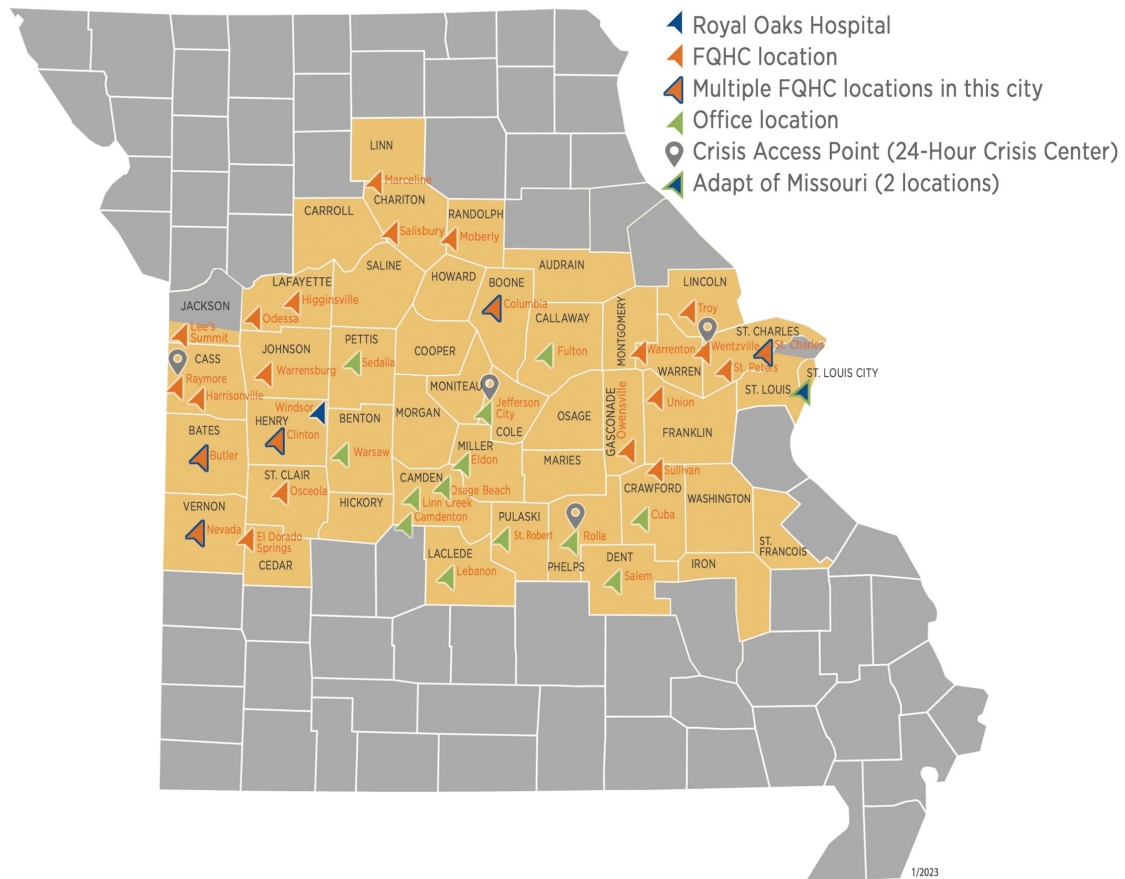 Royal Oaks Hospital
FQHC location
Multiple FQHC locations in this city
Office location
Crisis Access Point (24-Hour Crisis Center)
Adapt of Missouri (2 locations)
LINN
Marceline
CHARITON
CARROLL
RANDOLPH
Salisbury
Moberly
SALINE
HOWARD
AUDRAIN
BOONE
LINCOLN
LAFAYETTE
JACKSON
Higginsville
Columbia
Troy
Odessa
CALLAWAY
MONTGOMERY
Lee's
Summit
ST. CHARLES
PETTIS
COOPER
JOHNSON
Fulton
Warrenton
Wentzville
St. Charles
CASS
Sedalia
Warrensburg
WARREN
St. Peters
ST. LOUIS CITY
Raymore
MONITEAU
ST. LOUIS
Harrisonville
Windsor
Jefferson
City
Union
HENRY
BENTON
MORGAN
OSAGE
GASCONADE
Owensville
BATES
Clinton
COLE
FRANKLIN
MILLER
Butler
Warsaw
Eldon
MARIES
Sullivan
ST. CLAIR
CAMDEN
CRAWFORD
Osceola
Osage Beach
WASHINGTON
VERNON
HICKORY
Linn Creek
PULASKI
Camdenton
Cuba
Nevada
El Dorado
Springs
St. Robert
Rolla
ST.
FRANCOIS
LACLEDE
DENT
CEDAR
PHELPS
IRON
Lebanon
Salem
1/2023